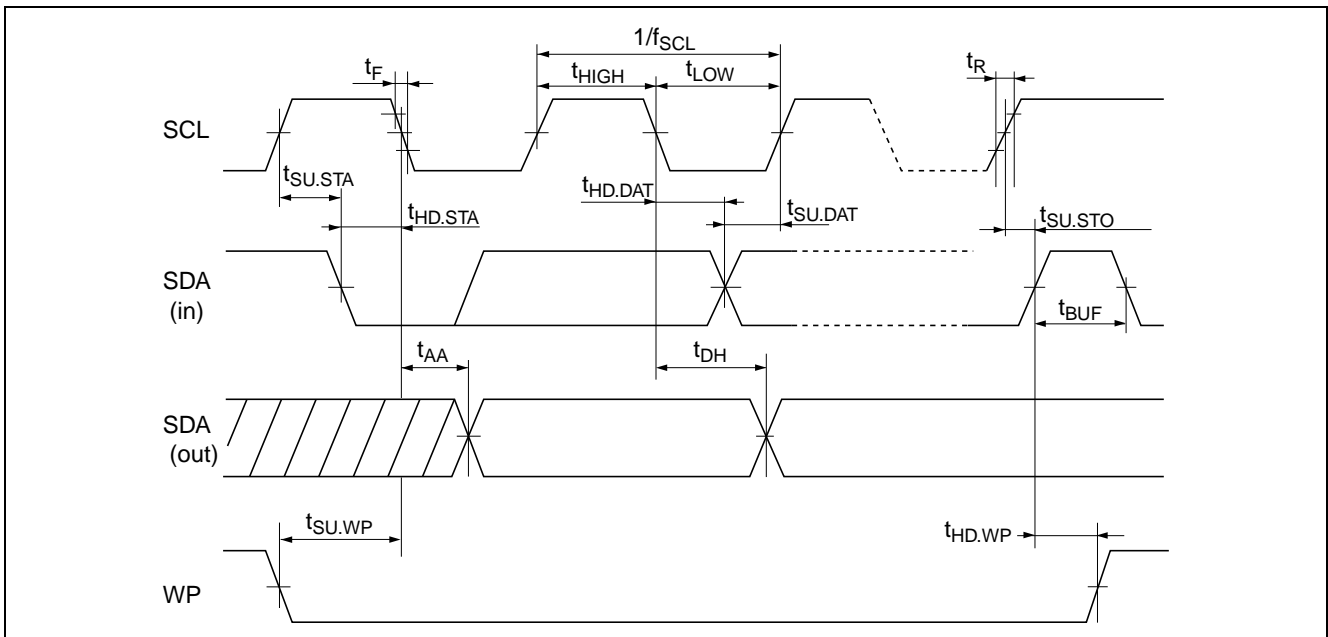 1/fSCL
tF
tHIGH
tLOW
tR
SCL
tSU.STA
tHD.STA
tHD.DAT
tSU.DAT
tSU.STO
SDA
(in)
tBUF
tAA
tDH
SDA
(out)
tSU.WP
tHD.WP
WP